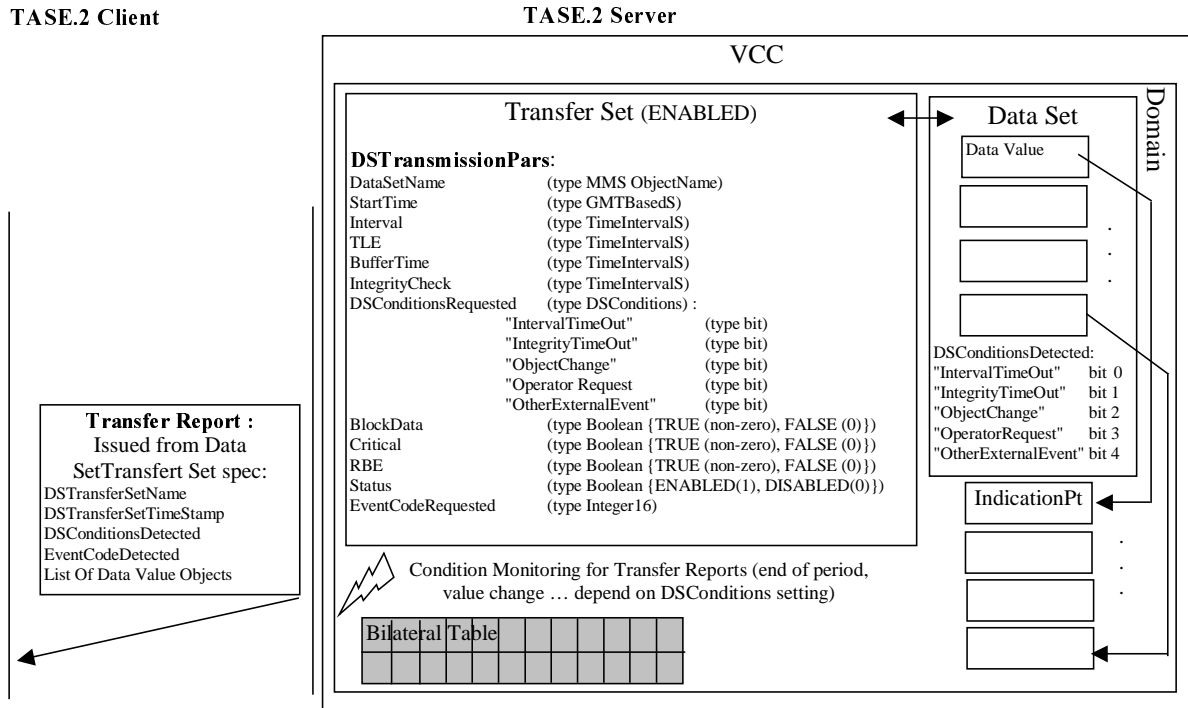 TASE.2 Client
TASE.2 Server
VCC
Domain
Transfer Set (ENABLED)
DSTransmissionPars:
DataSetName (type MMS ObjectName)
StartTime (type GMTBasedS)
Interval (type TimeIntervalS)
TLE (type TimeIntervalS)
BufferTime (type TimeIntervalS)
IntegrityCheck (type TimeIntervalS)
DSConditionsRequested (type DSConditions) :
"IntervalTimeOut" (type bit)
"IntegrityTimeOut" (type bit)
"ObjectChange" (type bit)
"Operator Request (type bit)
"OtherExternalEvent" (type bit)
BlockData (type Boolean {TRUE (non-zero), FALSE (0)})
Critical (type Boolean {TRUE (non-zero), FALSE (0)})
RBE (type Boolean {TRUE (non-zero), FALSE (0)})
Status (type Boolean {ENABLED(1), DISABLED(0)})
EventCodeRequested (type Integer16)
Data Set
Data Value
.
.
.
DSConditionsDetected:
"IntervalTimeOut" bit 0
"IntegrityTimeOut" bit 1
"ObjectChange" bit 2
"OperatorRequest" bit 3
"OtherExternalEvent" bit 4
IndicationPt
.
.
.
Transfer Report :
Issued from Data
SetTransfert Set spec:
DSTransferSetName
DSTransferSetTimeStamp
DSConditionsDetected
EventCodeDetected
List Of Data Value Objects
Condition Monitoring for Transfer Reports (end of period,
value change … depend on DSConditions setting)
Bilateral Table